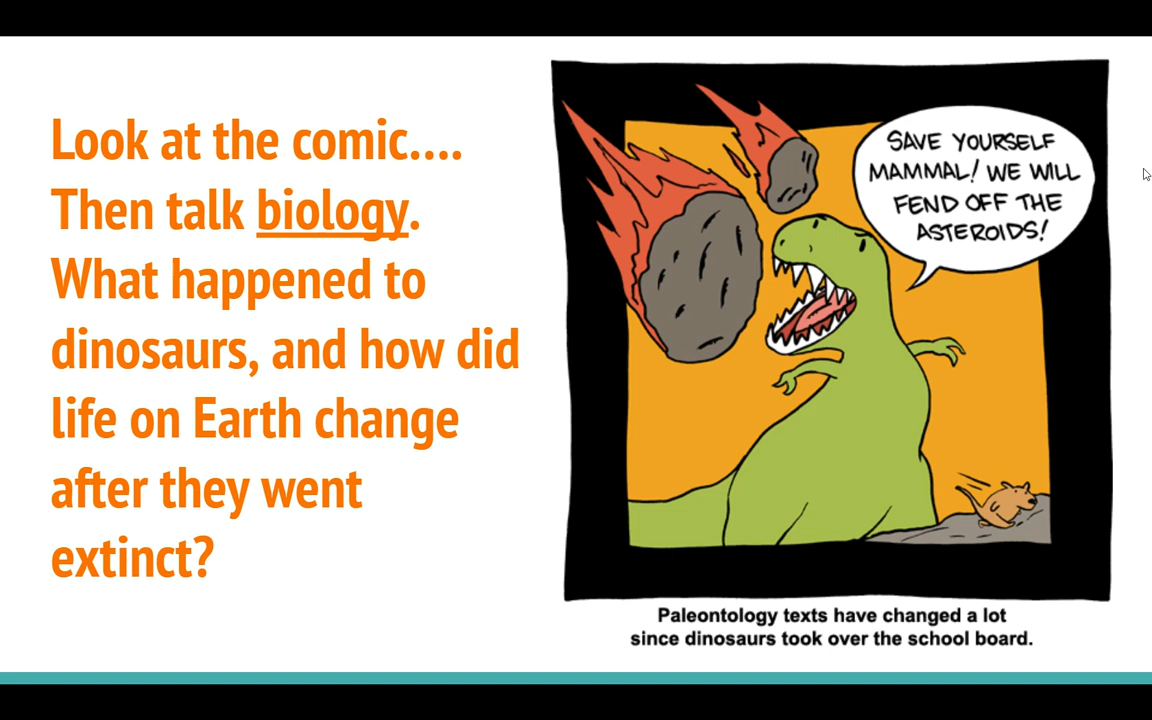 Look at the comic....
Then talk biology.
What happened to
dinosaurs, and how did
life on Earth change
after they went
extinct?
SAVE YOURSELF
MAMMAL! WE WILL
FEND OFF THE
ASTEROIDS!
Paleontology texts have changed a lot
since dinosaurs took over the school board.